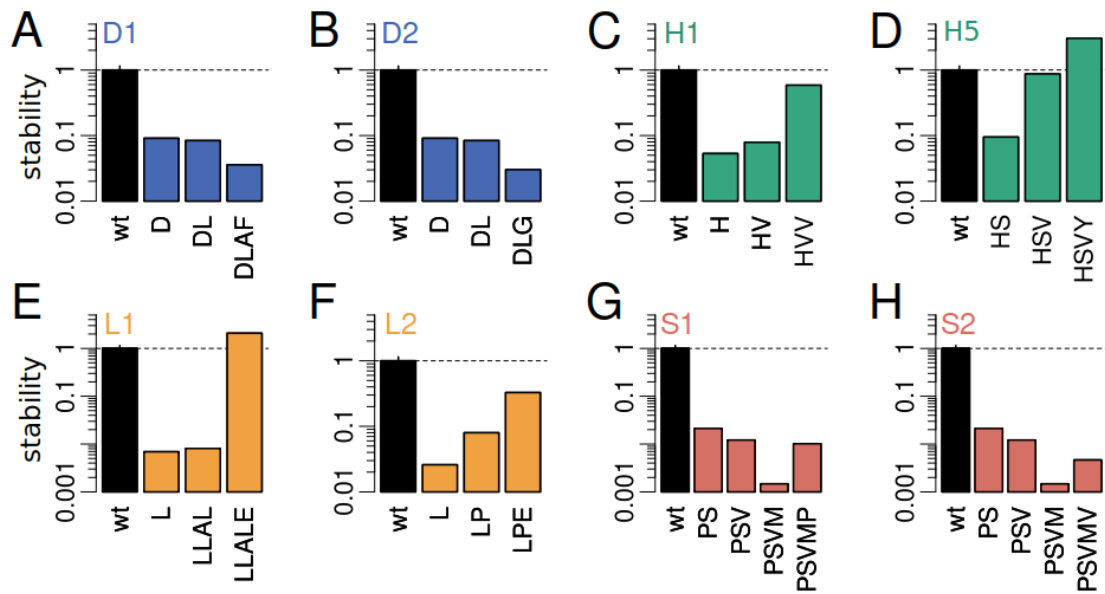 A D1
stability
1
0.1
0.01
wt
D
DL
DLAF
B D2
1
0.1
0.01
wt
D
DL
DLG
C H1
1
0.1
0.01
wt
H
HV
HVV
D H5
1
0.1
0.01
wt
HS
HSV
HSVY
E L1
stability
1
0.1
0.001
wt
L
LLAL
LLALE
F L2
1
0.1
0.01
wt
L
LP
LPE
G S1
1
0.1
0.001
wt
PS
PSV
PSVM
PSVMP
H S2
1
0.1
0.001
wt
PS
PSV
PSVM
PSVMV